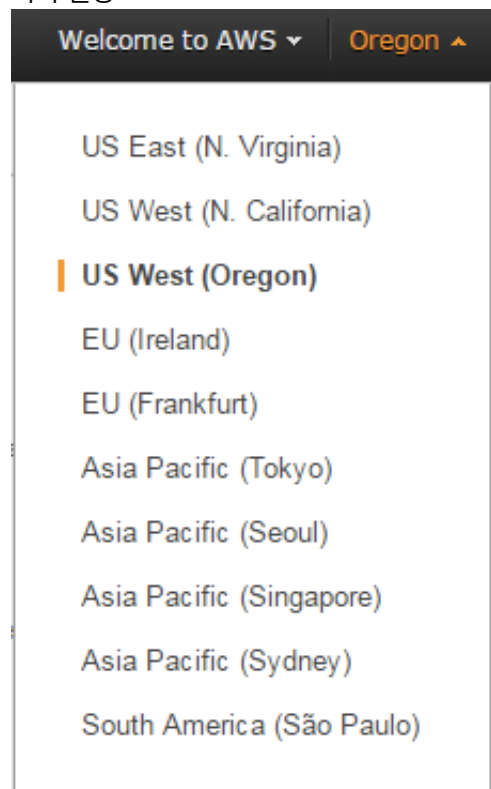 Welcome to AWS Oregon
US East (N. Virginia)
US West (N. California)
US West (Oregon)
EU (Ireland)
EU (Frankfurt)
Asia Pacific (Tokyo)
Asia Pacific (Seoul)
Asia Pacific (Singapore)
Asia Pacific (Sydney)
South America (São Paulo)